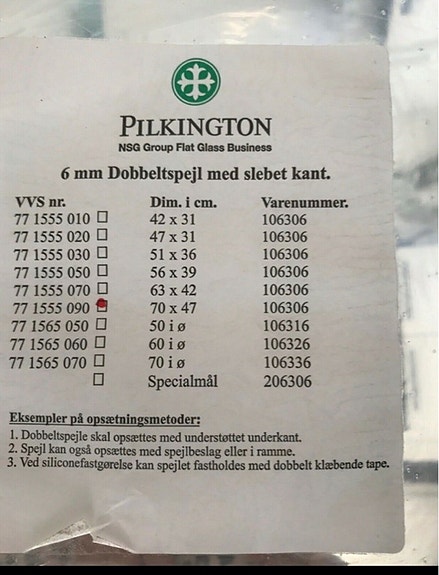 PILKINGTON
NSG Group Flat Glass Business
6 mm Dobbeltspejl med slebet kant.
VVS nr. Dim. i cm. Varenummer.
77 1555 010 ☐ 42 x 31 106306
77 1555 020 ☐ 47 x 31 106306
77 1555 030 ☐ 51 x 36 106306
77 1555 050 ☐ 56 x 39 106306
77 1555 070 ☐ 63 x 42 106306
77 1555 090 ☐ 70 x 47 106306
77 1565 050 ☐ 50 i ø 106316
77 1565 060 ☐ 60 i ø 106326
77 1565 070 ☐ 70 i ø 106336
☐ Specialmål 206306
Eksempler på opsætningsmetoder:
1. Dobbeltspejle skal opsættes med understøttet underkant.
2. Spejl kan også opsættes med spejlbeslag eller i ramme.
3. Ved siliconefastgørelse kan spejlet fastholdes med dobbelt klæbende tape.